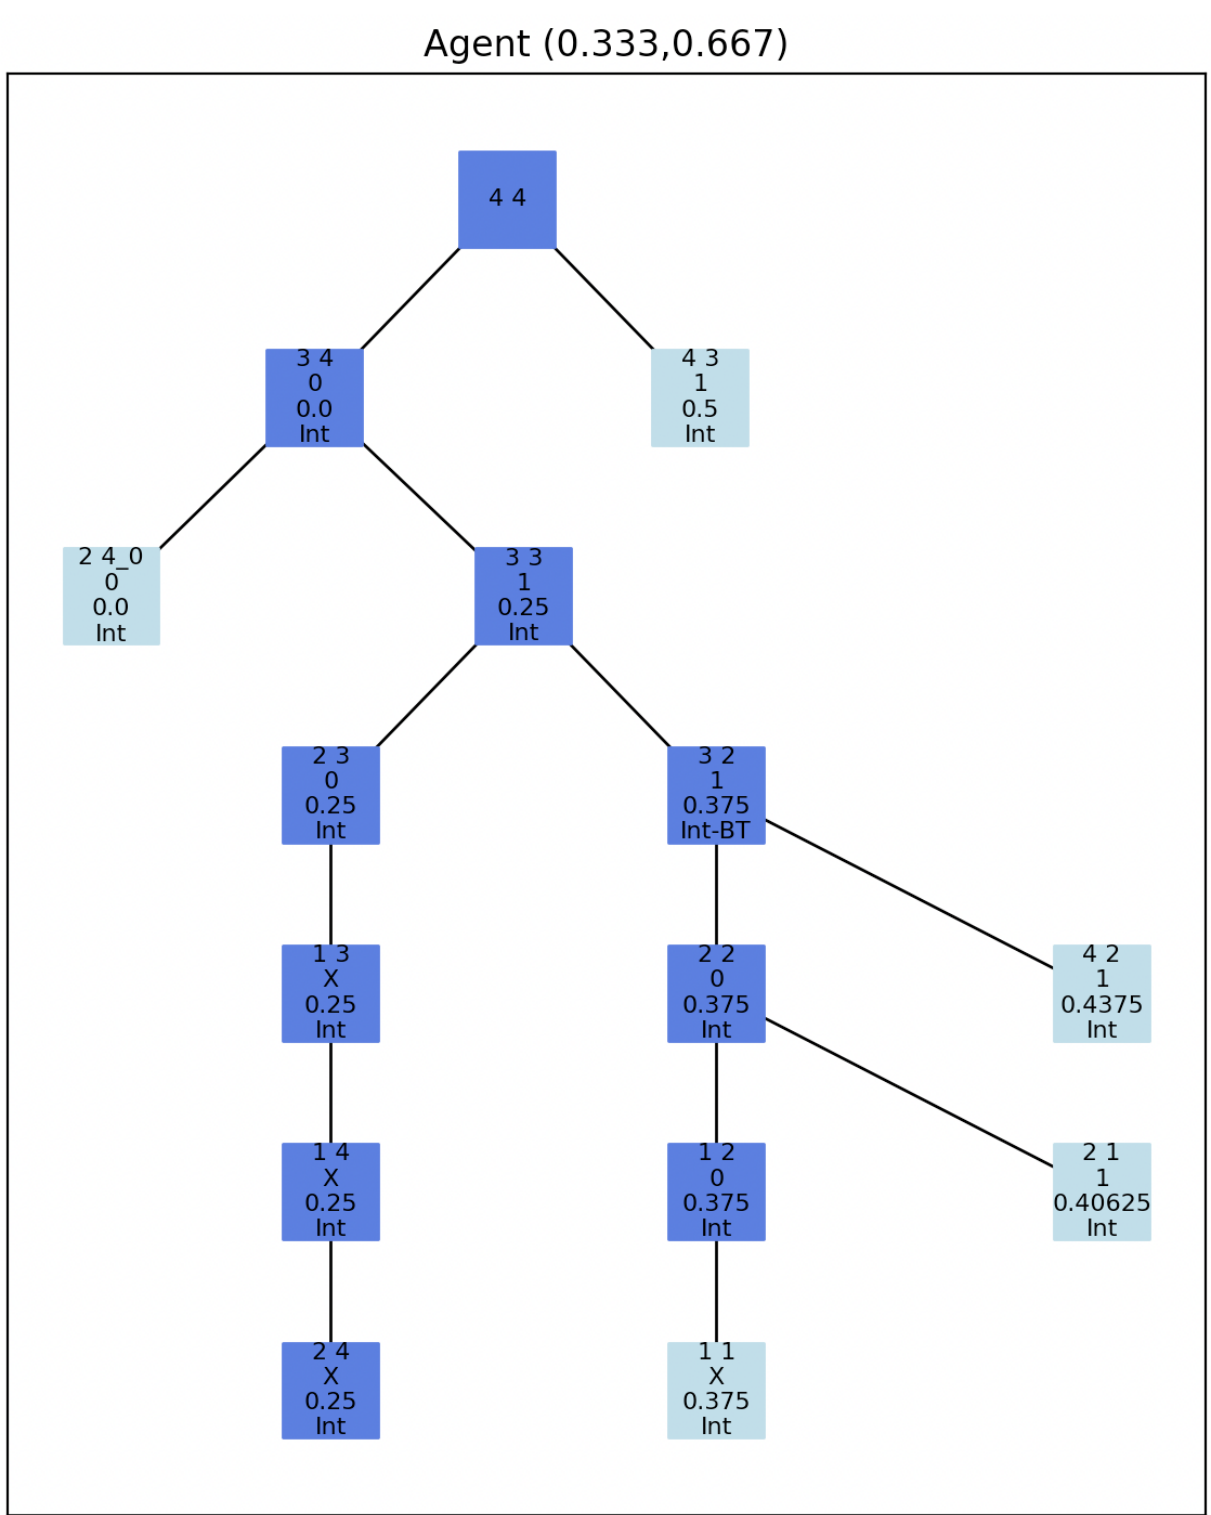 Agent (0.333,0.667)
4 4
3 4
0
0.0
Int
4 3
1
0.5
Int
2 4_0
0
0.0
Int
3 3
1
0.25
Int
2 3
0
0.25
Int
3 2
1
0.375
Int-BT
1 3
X
0.25
Int
2 2
0
0.375
Int
4 2
1
0.4375
Int
1 4
X
0.25
Int
1 2
0
0.375
Int
2 1
1
0.40625
Int
2 4
X
0.25
Int
1 1
X
0.375
Int